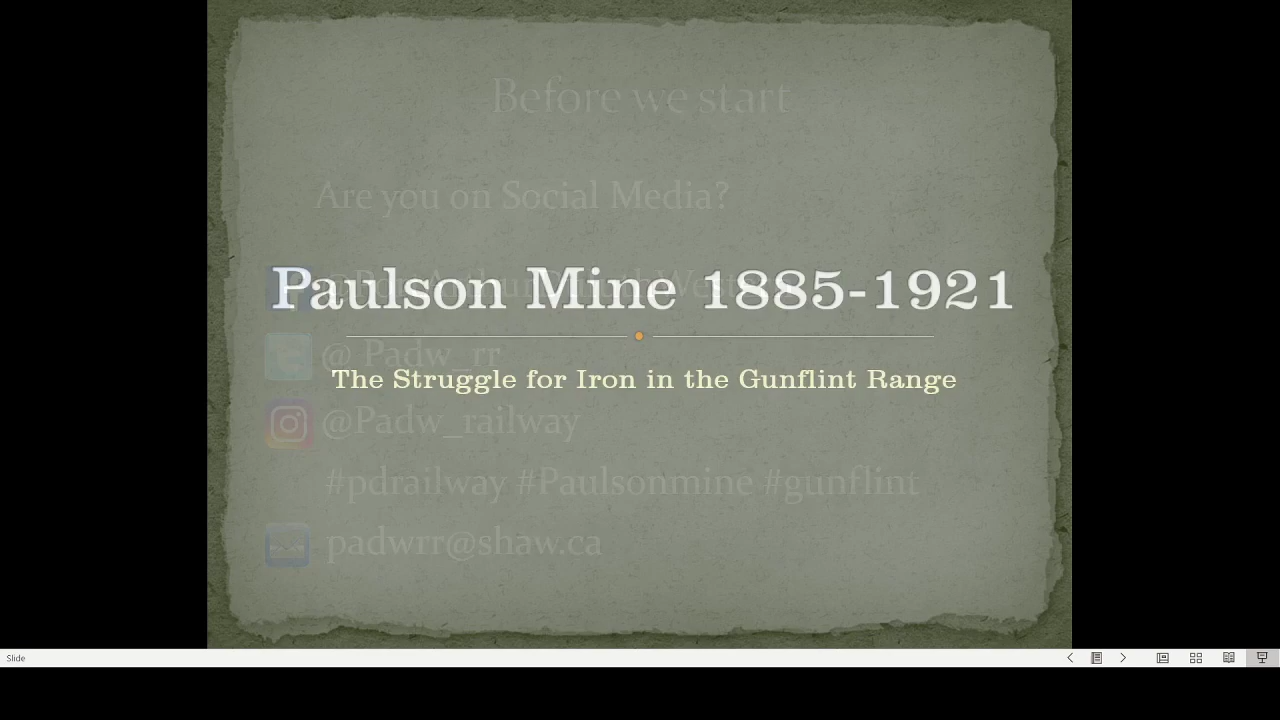 Before we start
Are you on Social Media?
Paulson Mine 1885-1921
@ Padw_rr
The Struggle for Iron in the Gunflint Range
@Padw_railway
#pdrailway #Paulsonmine #gunflint
padwrr@shaw.ca
Slide